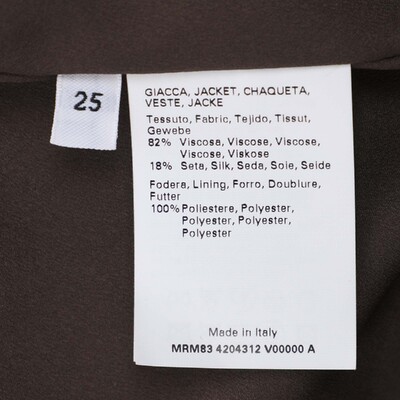 25
GIACCA, JACKET, CHAQUETA,
VESTE, JACKE
Tessuto, Fabric, Tejido, Tissut,
Gewebe
82% Viscosa, Viscose, Viscose,
Viscose, Viskose
18% Seta, Silk, Seda, Soie, Seide
Fodera, Lining, Forro, Doublure,
Futter
100% Poliestere, Polyester,
Polyester, Polyester,
Polyester
Made in Italy
MRM83 4204312 V00000 A